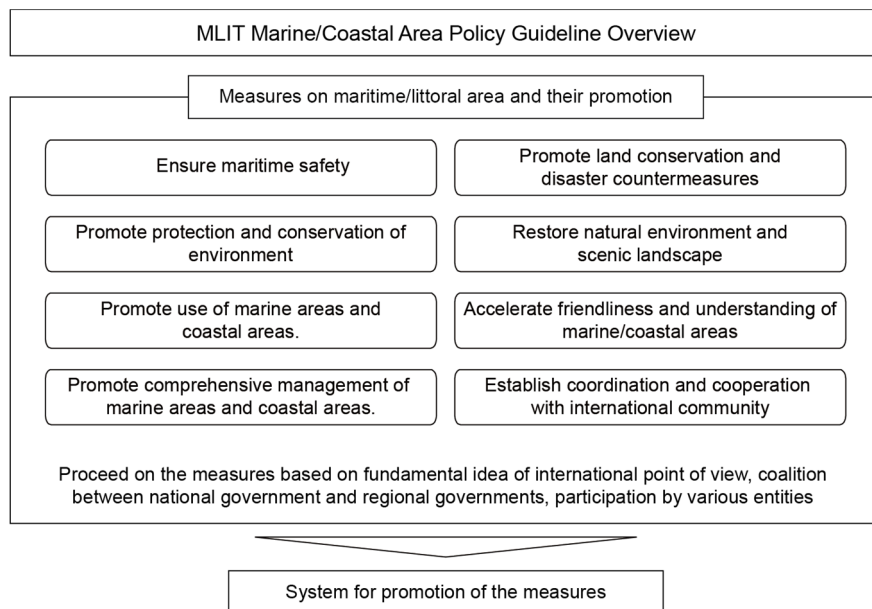 MLIT Marine/Coastal Area Policy Guideline Overview
Measures on maritime/littoral area and their promotion
Ensure maritime safety
Promote land conservation and
disaster countermeasures
Promote protection and conservation of
environment
Restore natural environment and
scenic landscape
Promote use of marine areas and
coastal areas.
Accelerate friendliness and understanding of
marine/coastal areas
Promote comprehensive management of
marine areas and coastal areas.
Establish coordination and cooperation
with international community
Proceed on the measures based on fundamental idea of international point of view, coalition
between national government and regional governments, participation by various entities
System for promotion of the measures